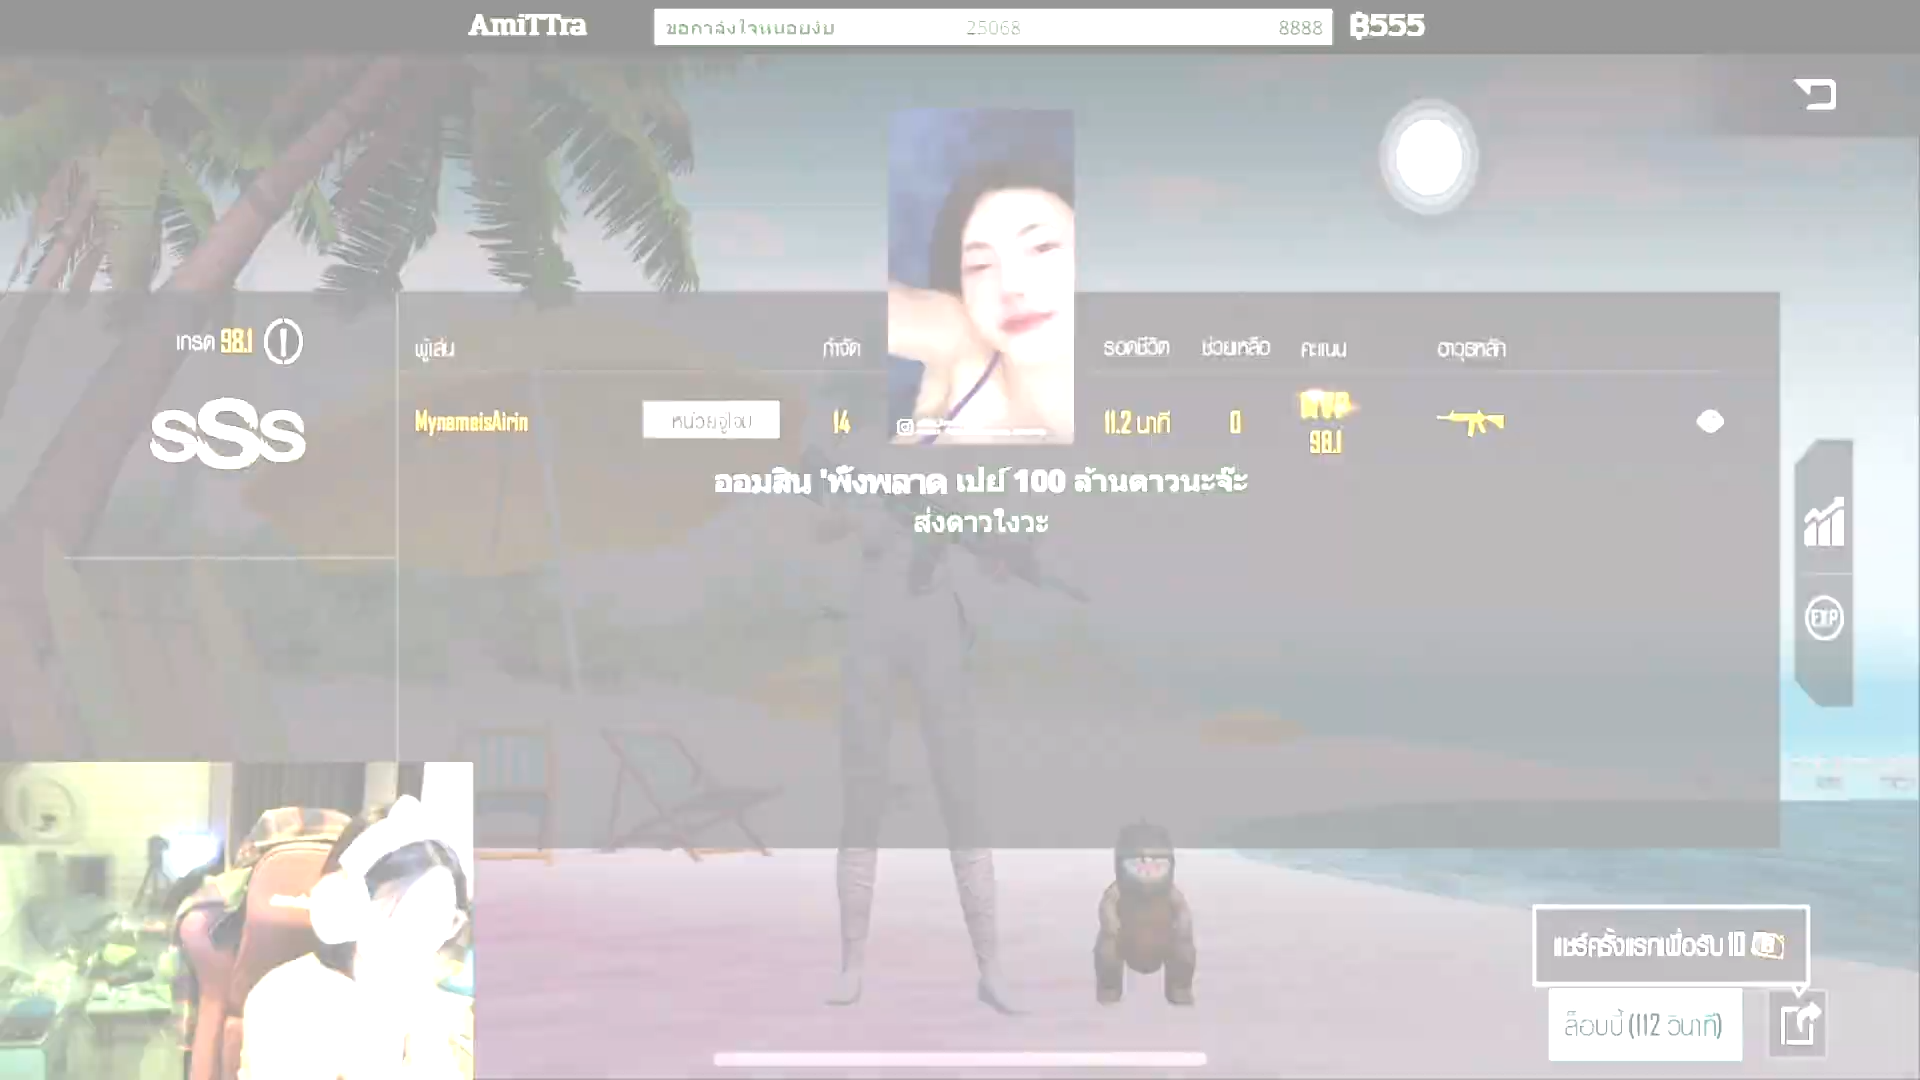 AmiTTra
ขอกำลังใจหน่อยงับ 25068 8888 ฿555
เกรด 98.1
sSs
ผู้เล่น กำจัด รอดชีวิต ช่วยเหลือ คะแนน อาวุธหลัก
MynameisAirin หน่วยจู่โจม 14 11.2 นาที 0 MVP 98.1
ออมสิน 'พังพลาด เปย์ 100 ล้านดาวนะจ๊ะ
ส่งดาวใงวะ
EXP
แชร์ครั้งแรกเพื่อรับ 10
ล็อบบี้ (112 วินาที)